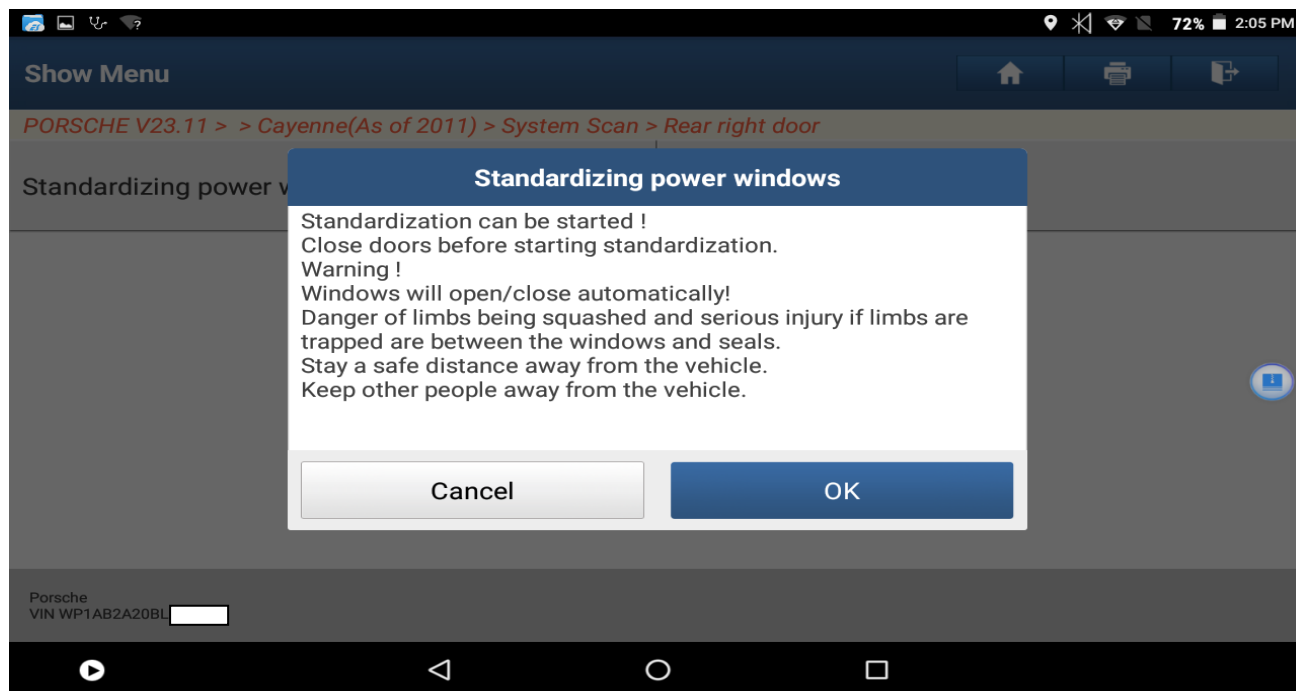 72% 2:05 PM
Show Menu
PORSCHE V23.11 > > Cayenne(As of 2011) > System Scan > Rear right door
Standardizing power
Standardizing power windows
Standardization can be started !
Close doors before starting standardization.
Warning !
Windows will open/close automatically!
Danger of limbs being squashed and serious injury if limbs are
trapped are between the windows and seals.
Stay a safe distance away from the vehicle.
Keep other people away from the vehicle.
Cancel
OK
Porsche
VIN WP1AB2A20BL